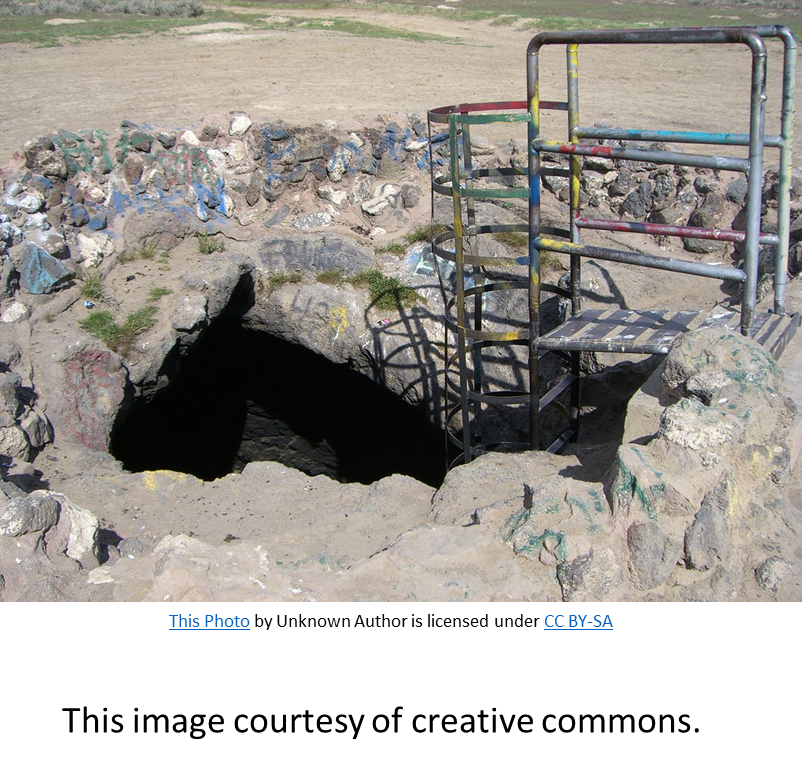 This Photo by Unknown Author is licensed under CC BY-SA
This image courtesy of creative commons.